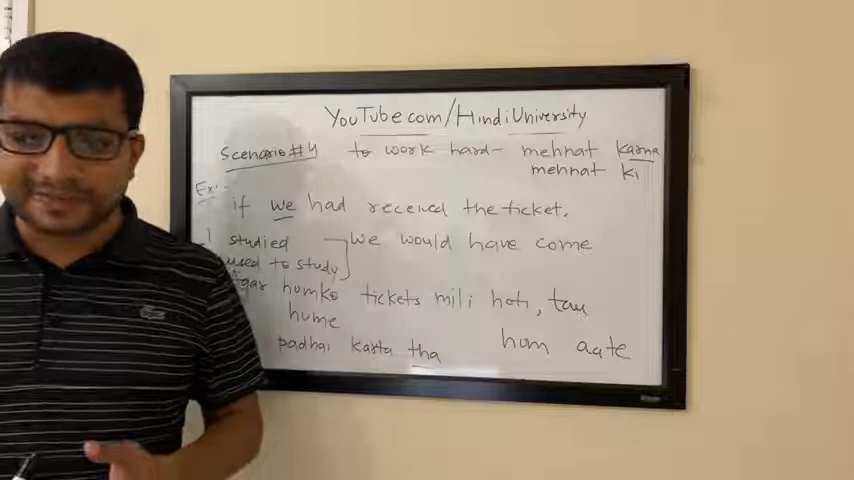 YouTube.com/HindiUniversity
Scenario#4 to work hard- mehnat karna
mehnat ki
Ex:-
if we had received the ticket.
I studied we would have come
used to study
agar humko tickets mili hoti, tau
hume
padhai karta tha hum aate